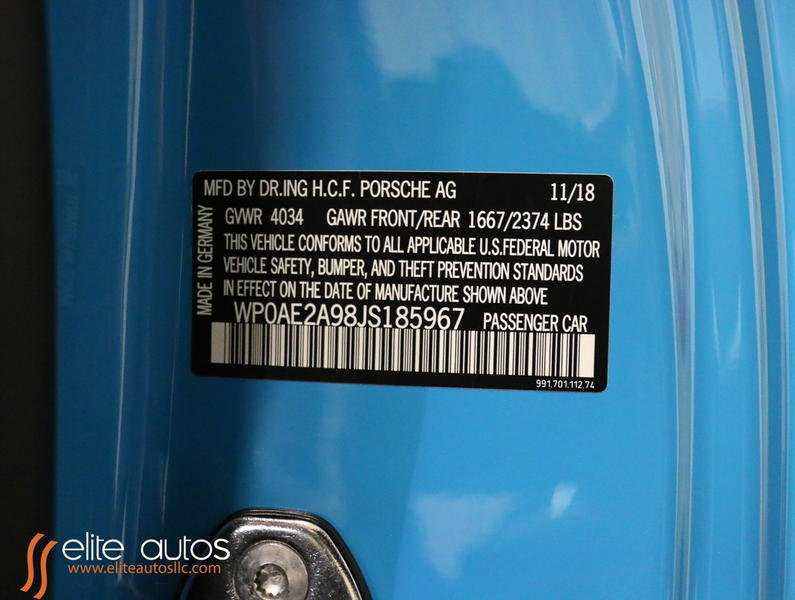 MFD BY DR.ING H.C.F. PORSCHE AG 11/18
GVWR 4034 GAWR FRONT/REAR 1667/2374 LBS
THIS VEHICLE CONFORMS TO ALL APPLICABLE U.S.FEDERAL MOTOR
VEHICLE SAFETY, BUMPER, AND THEFT PREVENTION STANDARDS
IN EFFECT ON THE DATE OF MANUFACTURE SHOWN ABOVE
WP0AE2A98JS185967 PASSENGER CAR
991.701.112.74
MADE IN GERMANY
elite autos
www.eliteautosllc.com